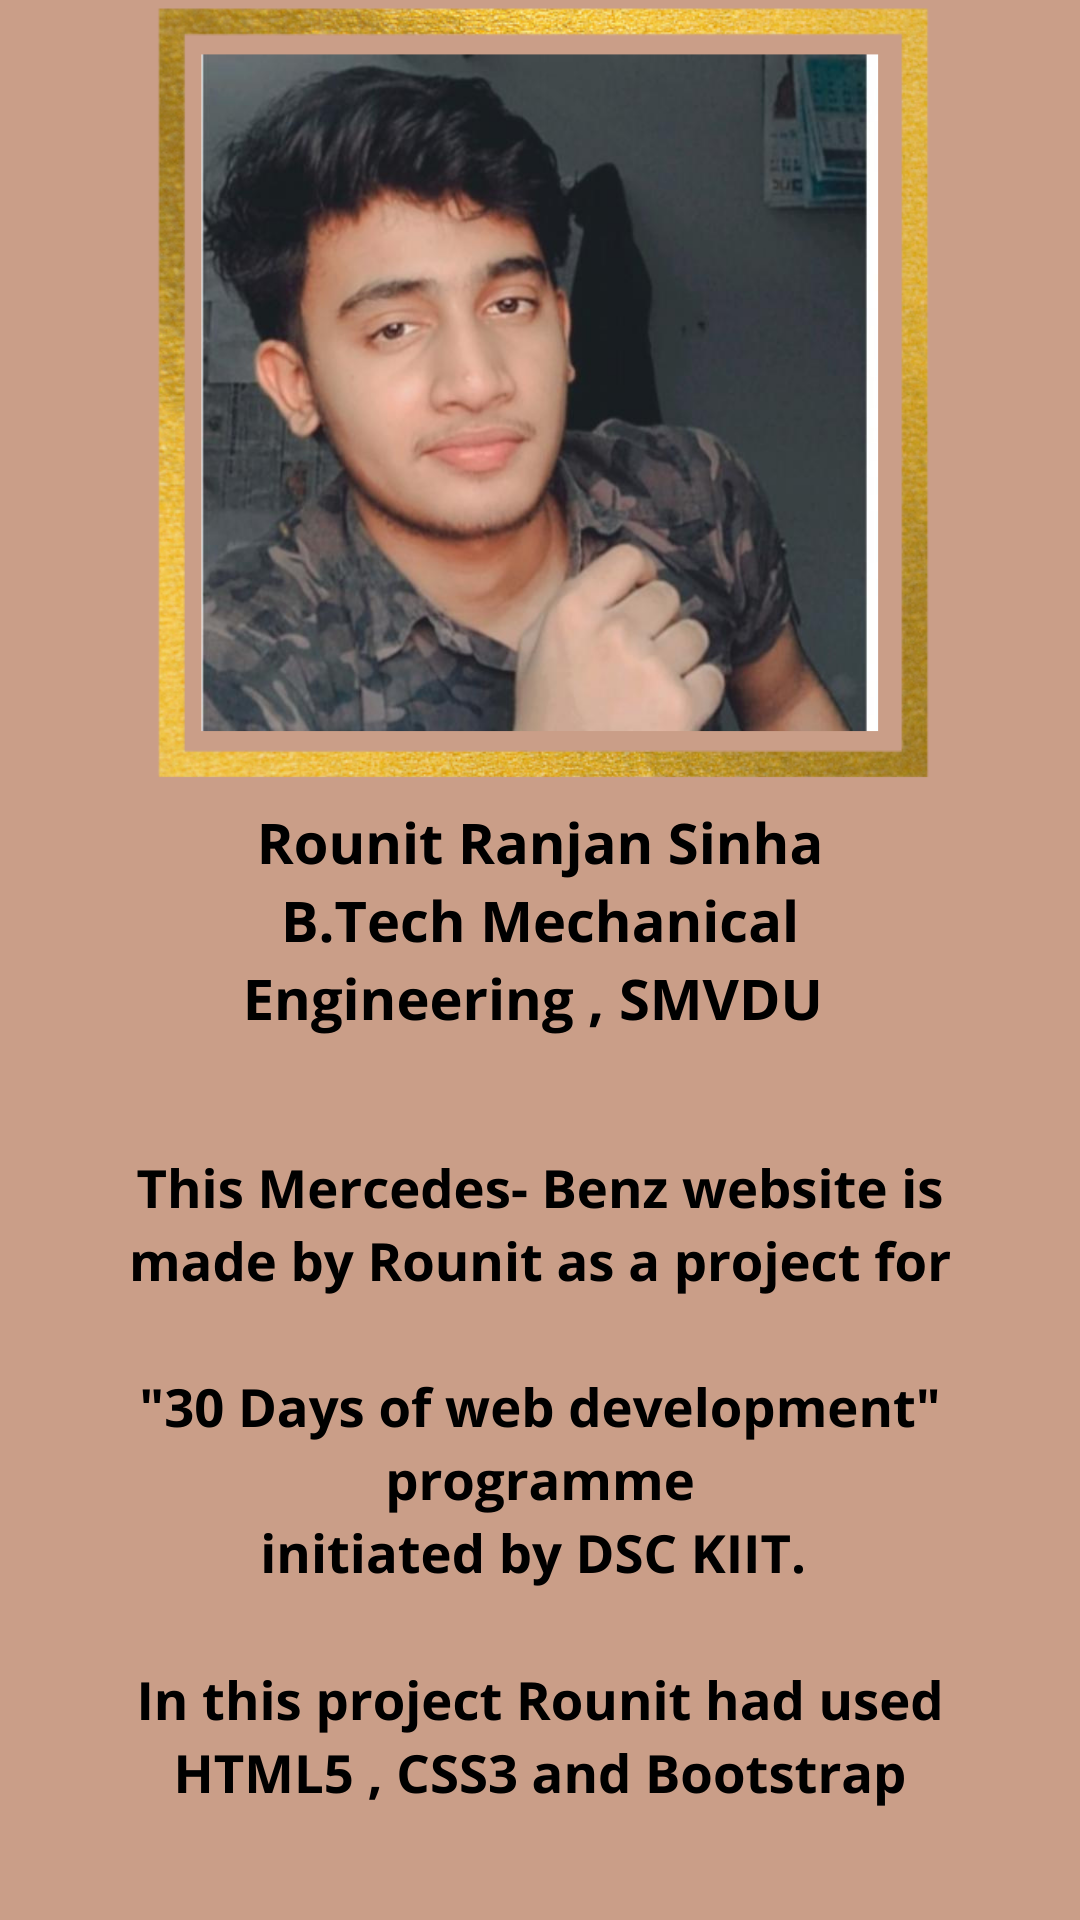 Rounit Ranjan Sinha
B.Tech Mechanical
Engineering , SMVDU
This Mercedes- Benz website is
made by Rounit as a project for
"30 Days of web development"
programme
initiated by DSC KIIT.
In this project Rounit had used
HTML5 , CSS3 and Bootstrap